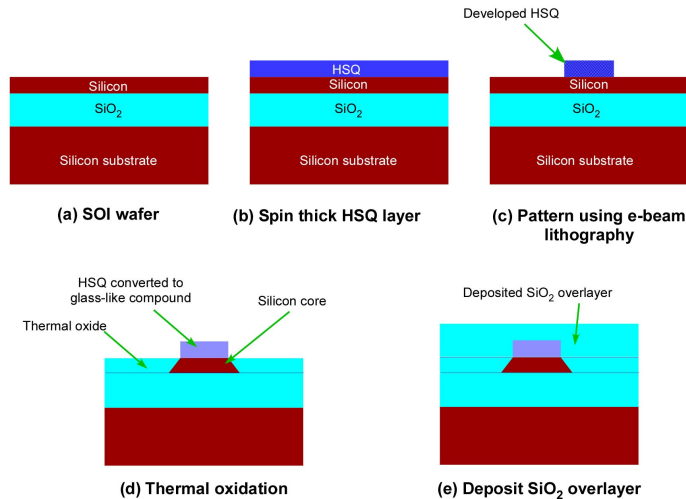 Developed HSQ
Silicon
SiO2
Silicon substrate
(a) SOI wafer
HSQ
Silicon
SiO2
Silicon substrate
(b) Spin thick HSQ layer
Silicon
SiO2
Silicon substrate
(c) Pattern using e-beam
lithography
HSQ converted to
glass-like compound
Silicon core
Thermal oxide
(d) Thermal oxidation
Deposited SiO2 overlayer
(e) Deposit SiO2 overlayer